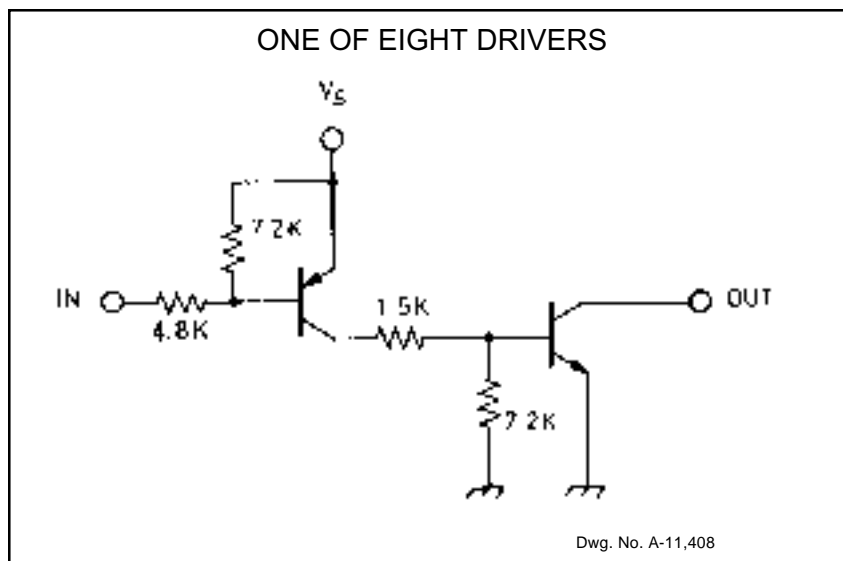 ONE OF EIGHT DRIVERS
VS
7.2K
IN
4.8K
1.5K
OUT
7.2K
Dwg. No. A-11,408